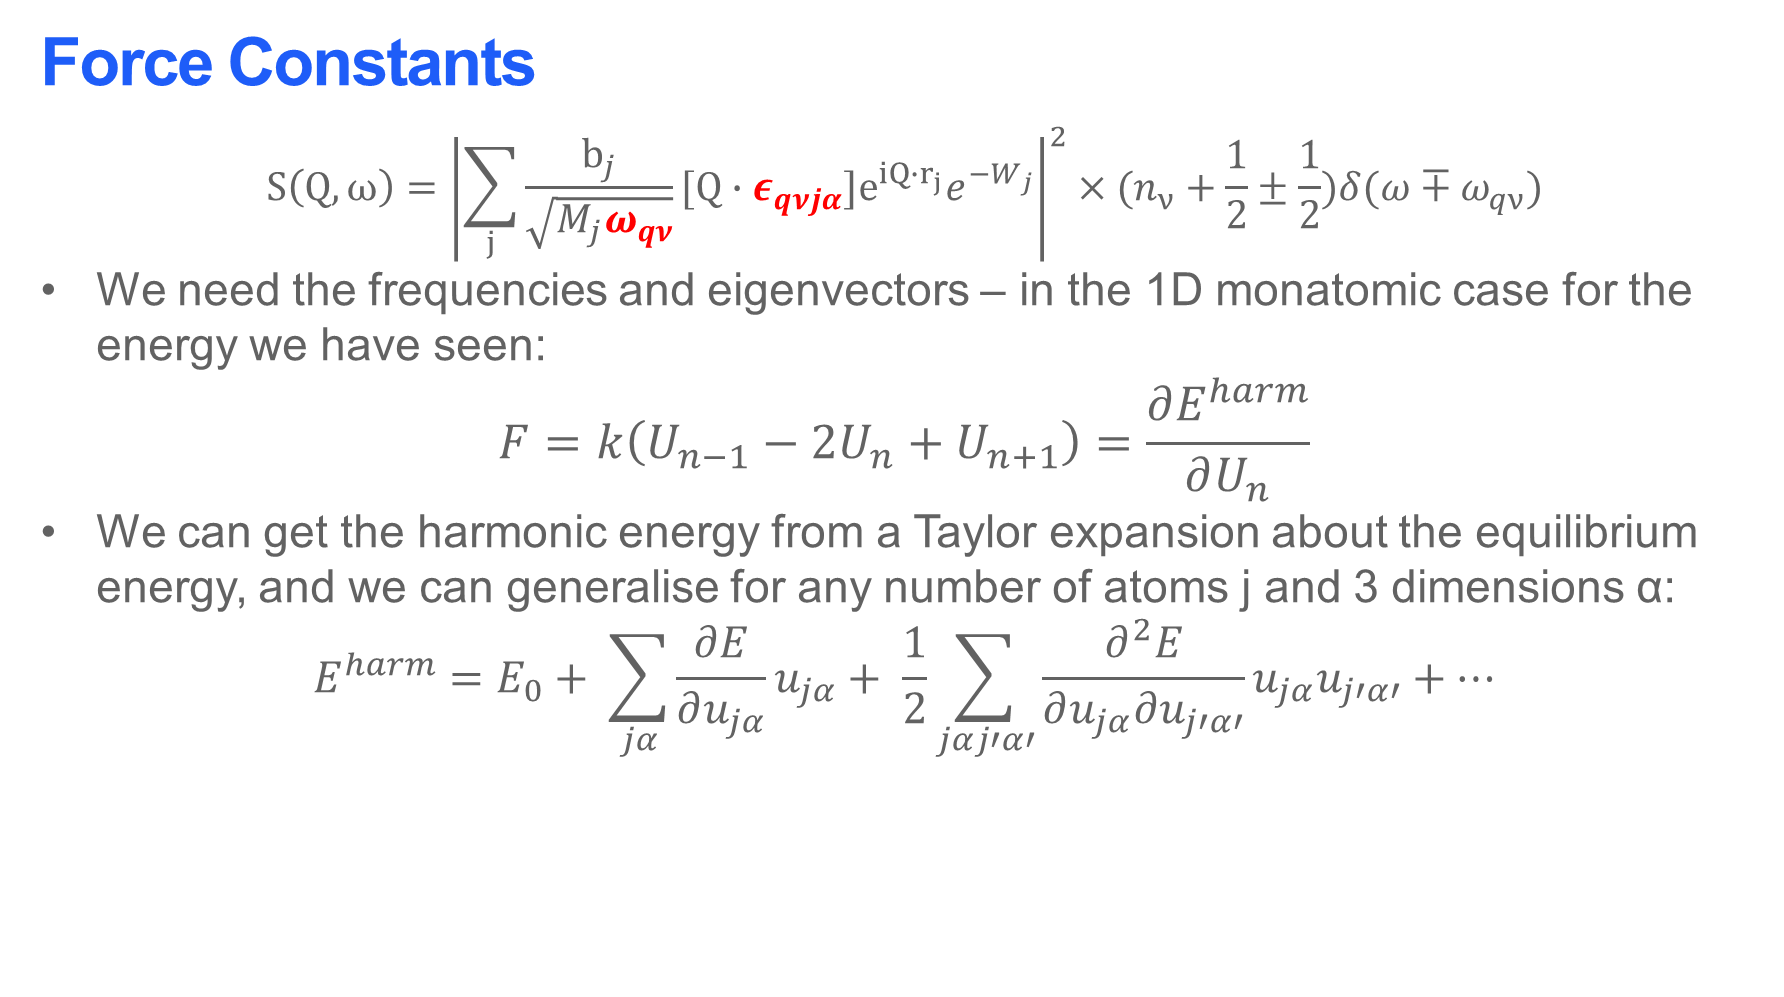 Force Constants
S(Q, ω) = |∑_j b_j/√(M_j ω_qν) [Q · ϵ_qνjα] e^{iQ·r_j} e^{−W_j}|² × (n_ν + 1/2 ± 1/2) δ(ω ∓ ω_qν)
• We need the frequencies and eigenvectors – in the 1D monatomic case for the
energy we have seen:
F = k(U_{n−1} − 2U_n + U_{n+1}) = ∂E^{harm}/∂U_n
• We can get the harmonic energy from a Taylor expansion about the equilibrium
energy, and we can generalise for any number of atoms j and 3 dimensions α:
E^{harm} = E_0 + ∑_{jα} ∂E/∂u_{jα} u_{jα} + 1/2 ∑_{jαj′α′} ∂²E/∂u_{jα}∂u_{j′α′} u_{jα}u_{j′α′} + ⋯